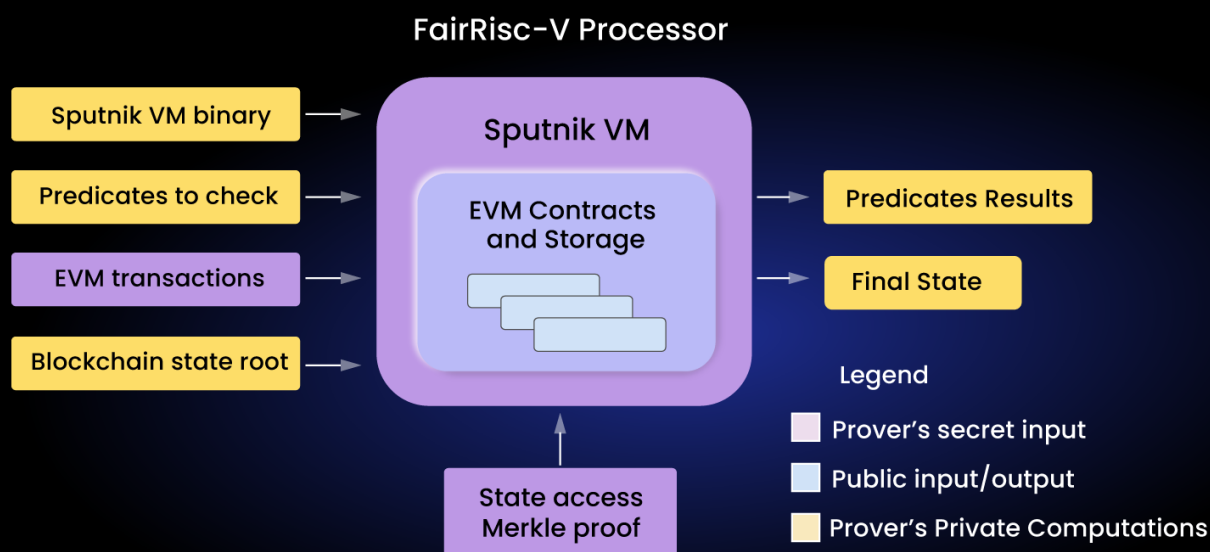 FairRisc-V Processor
Sputnik VM binary
Predicates to check
EVM transactions
Blockchain state root
Sputnik VM
EVM Contracts
and Storage
State access
Merkle proof
Predicates Results
Final State
Legend
Prover’s secret input
Public input/output
Prover’s Private Computations